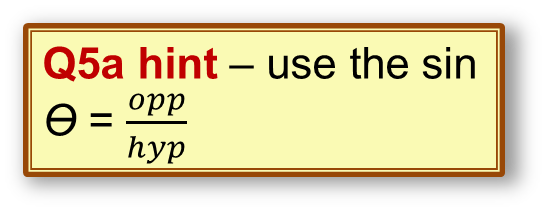 Q5a hint – use the sin
Ɵ = opp/hyp